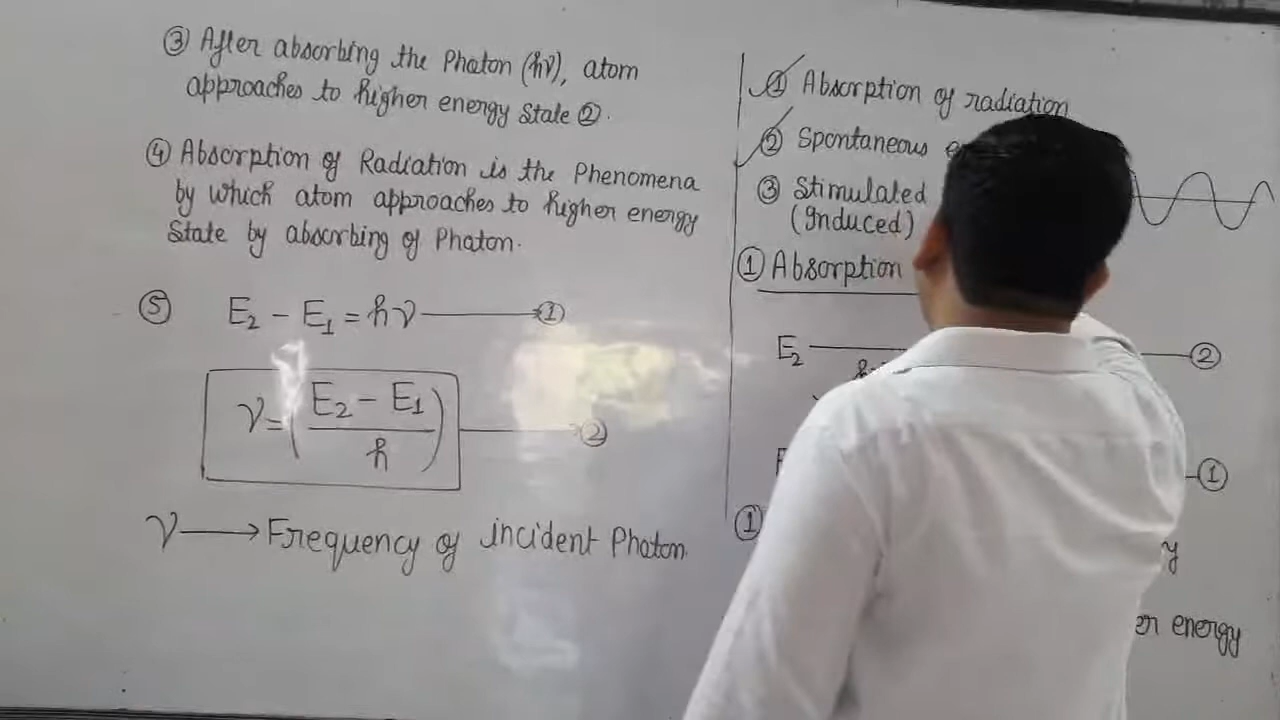 ③ After absorbing the Photon (hν), atom
approaches to higher energy state ②.
④ Absorption of Radiation is the Phenomena
by which atom approaches to higher energy
State by absorbing of Photon.
⑤ E₂ - E₁ = hν ①
ν = (E₂ - E₁ / h) ②
ν → Frequency of incident Photon.
① Absorption of radiation
② Spontaneous
③ Stimulated
(Induced)
① Absorption
E₂ ②
①
①
er energy